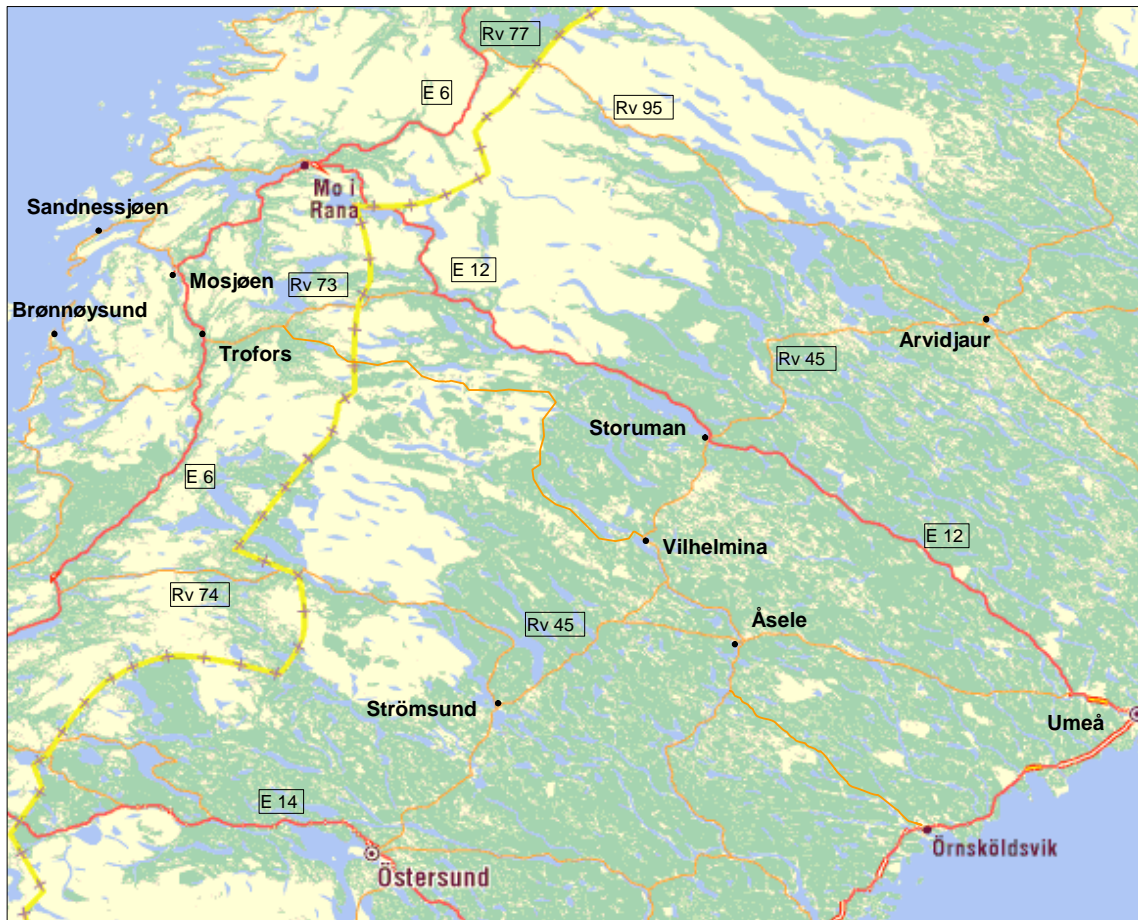 Rv 77
E 6
Rv 95
Mo i
Rana
Sandnessjøen
E 12
Mosjøen
Rv 73
Brønnøysund
Trofors
Arvidjaur
Rv 45
Storuman
E 6
E 12
Vilhelmina
Rv 74
Rv 45
Åsele
Strömsund
Umeå
E 14
Örnsköldsvik
Östersund